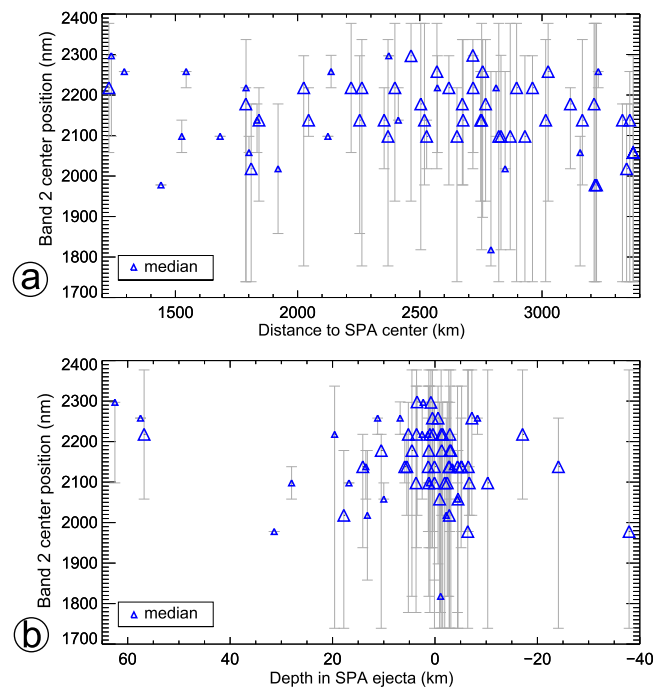 2400
2300
2200
2100
2000
1900
1800
1700
Band 2 center position (nm)
median
a
1500 2000 2500 3000
Distance to SPA center (km)
2400
2300
2200
2100
2000
1900
1800
1700
Band 2 center position (nm)
median
b
60 40 20 0 −20 −40
Depth in SPA ejecta (km)